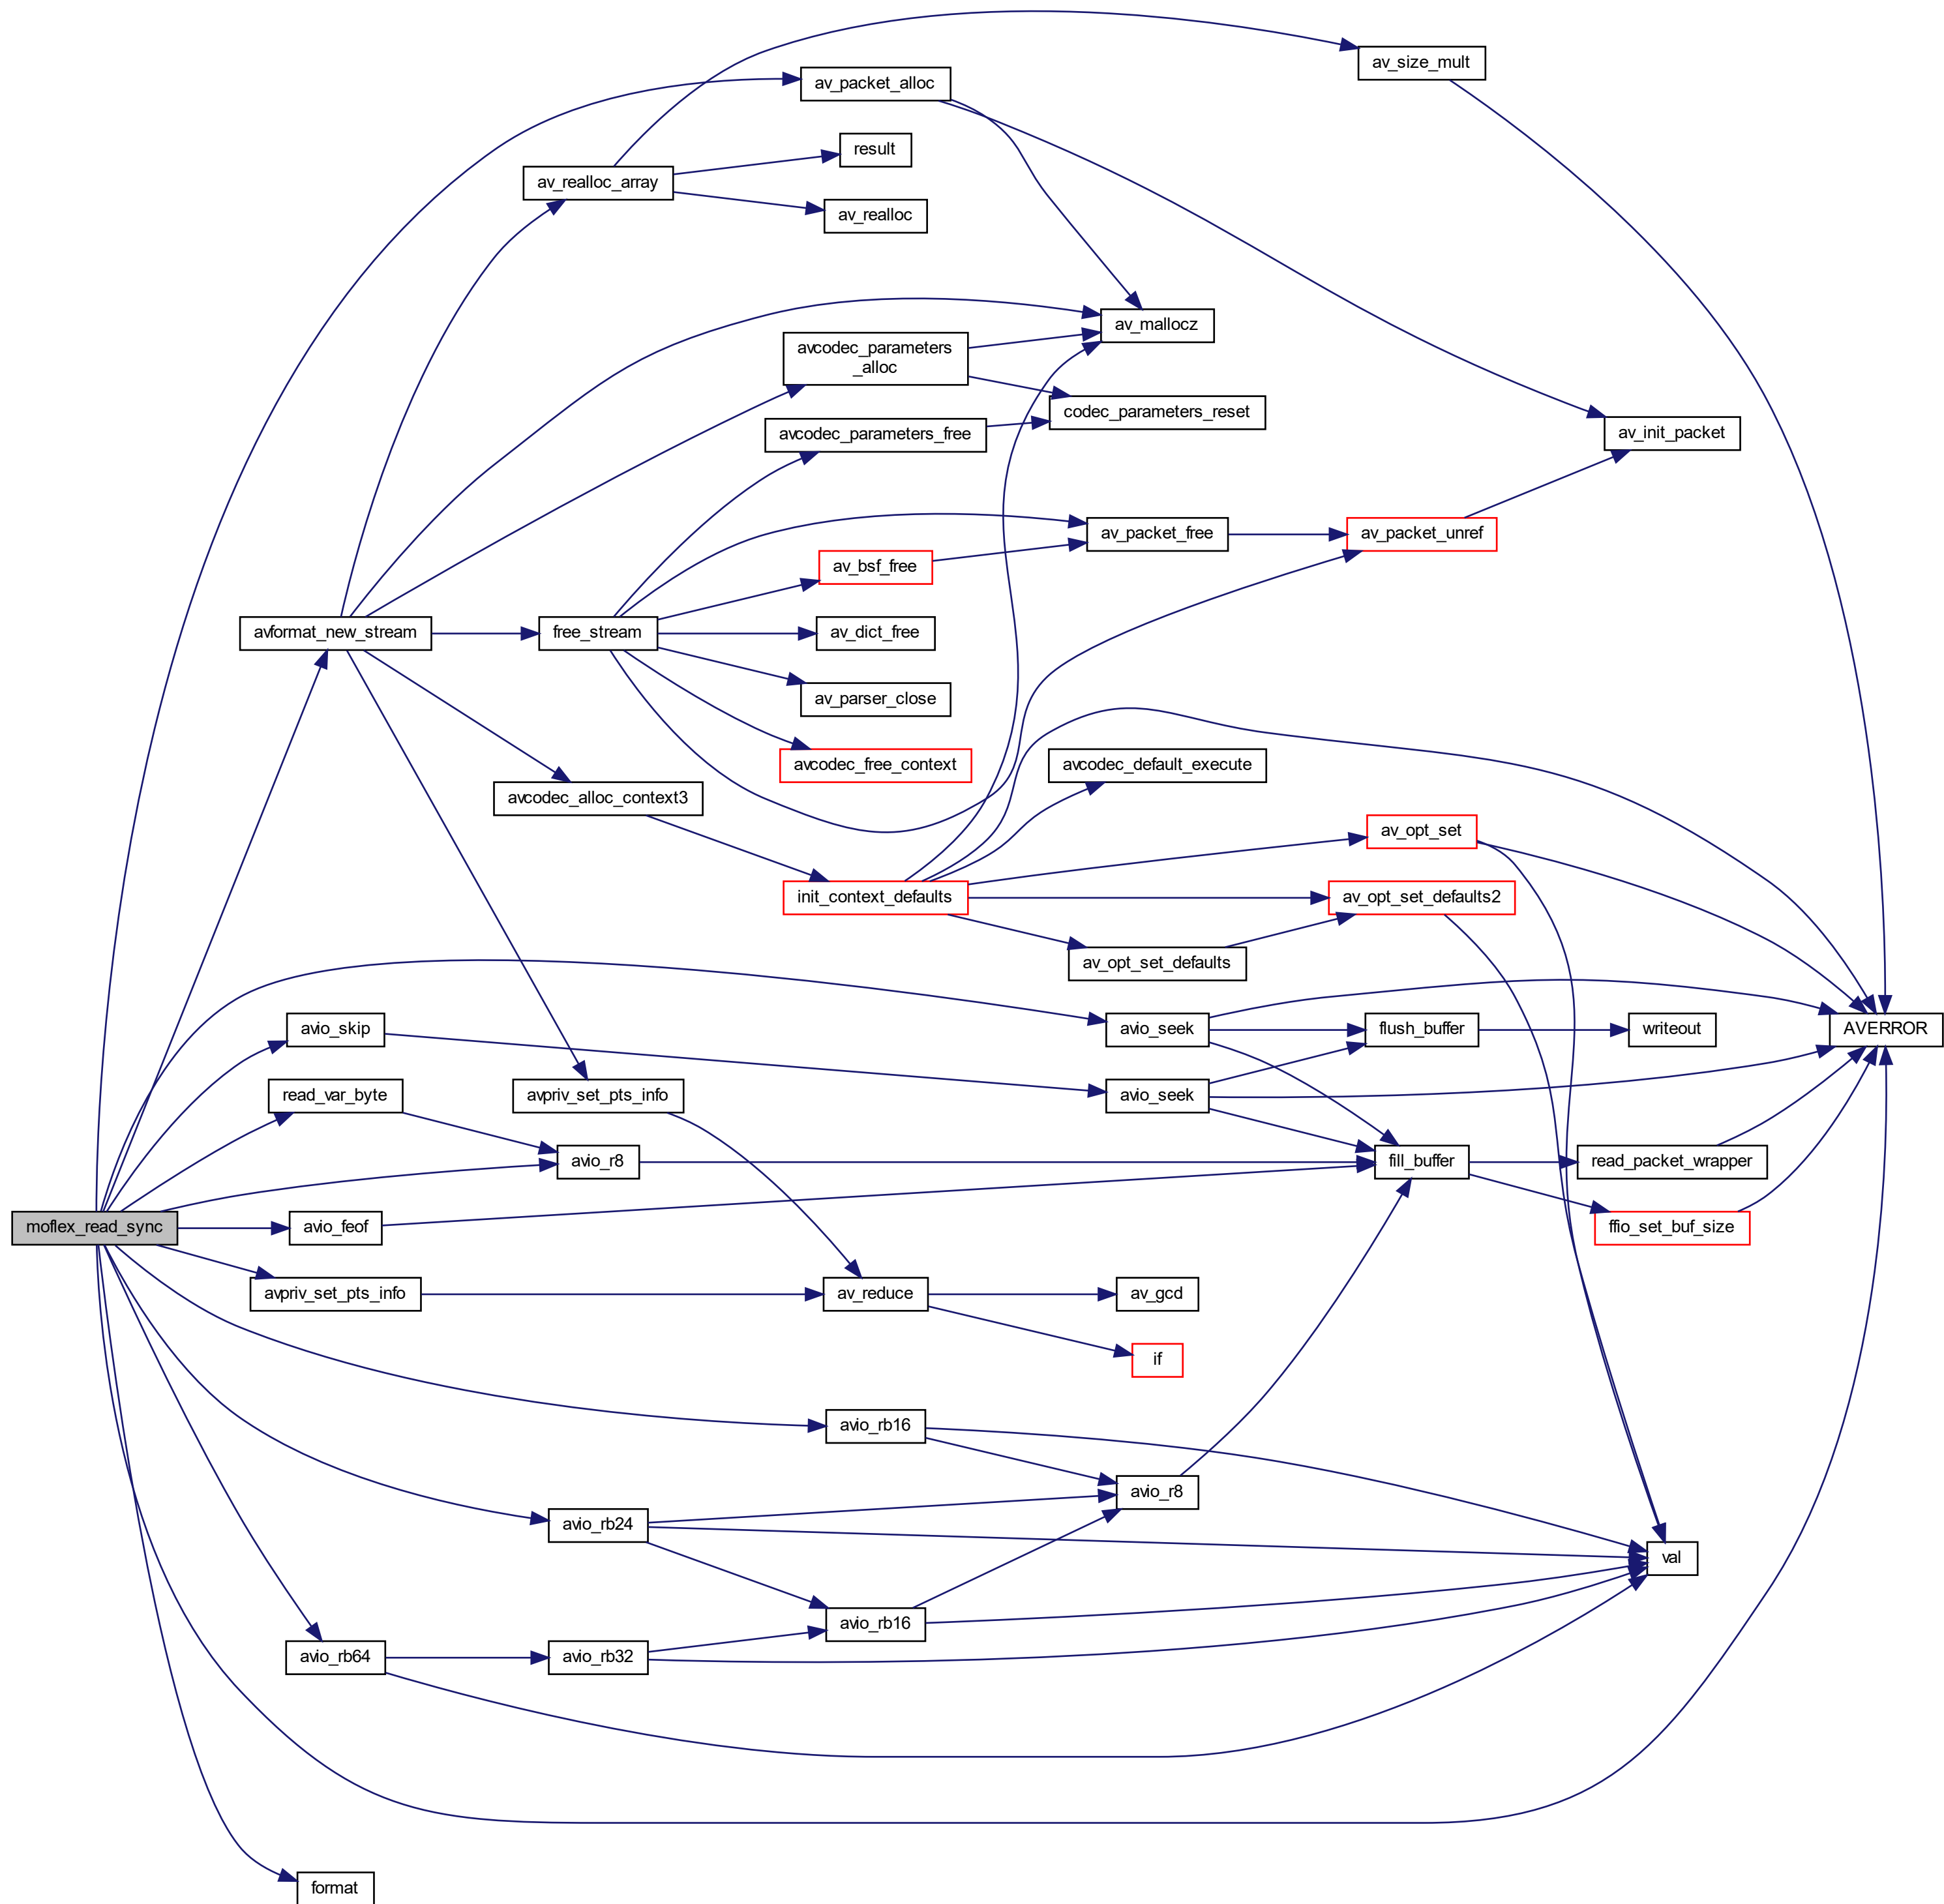 av_size_mult
av_packet_alloc
result
av_realloc_array
av_realloc
av_mallocz
avcodec_parameters
_alloc
codec_parameters_reset
avcodec_parameters_free
av_init_packet
av_packet_free
av_packet_unref
av_bsf_free
avformat_new_stream
free_stream
av_dict_free
av_parser_close
avcodec_free_context
avcodec_default_execute
avcodec_alloc_context3
av_opt_set
init_context_defaults
av_opt_set_defaults2
av_opt_set_defaults
avio_skip
avio_seek
flush_buffer
writeout
AVERROR
read_var_byte
avpriv_set_pts_info
avio_seek
avio_r8
fill_buffer
read_packet_wrapper
moflex_read_sync
avio_feof
ffio_set_buf_size
avpriv_set_pts_info
av_reduce
av_gcd
if
avio_rb16
avio_r8
avio_rb24
val
avio_rb16
avio_rb64
avio_rb32
format